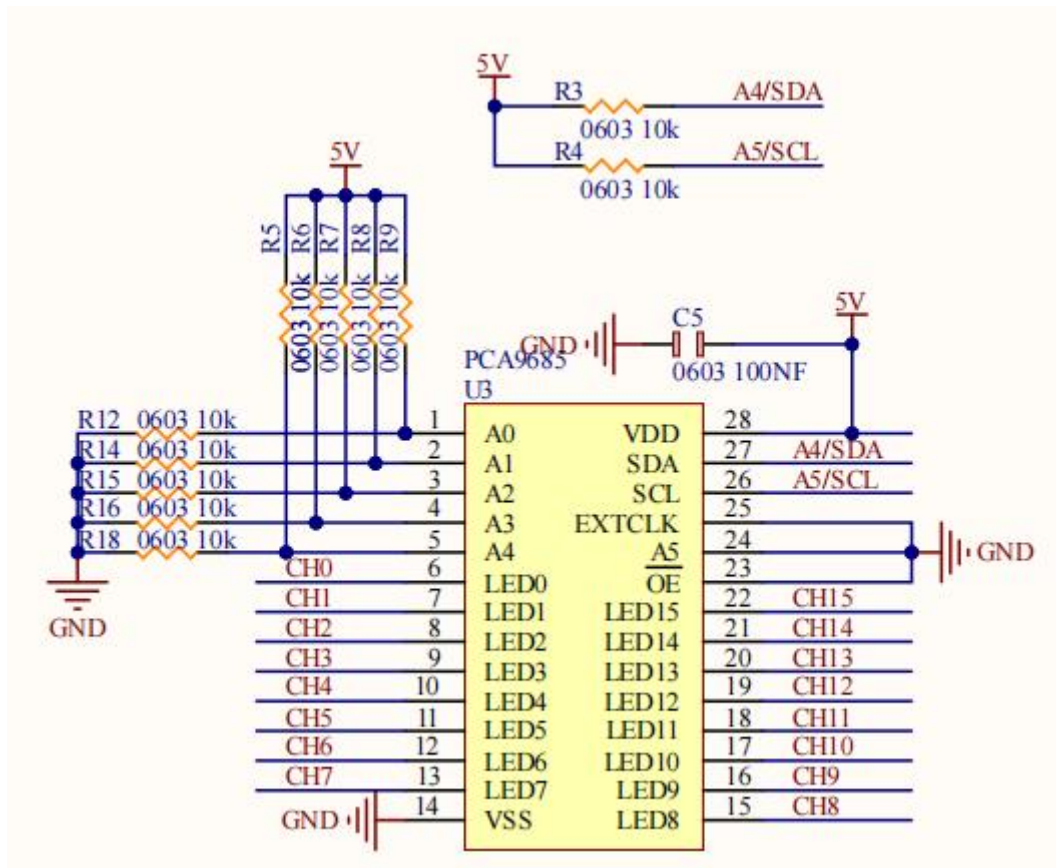 5V
R3 A4/SDA
0603 10k
R4 A5/SCL
0603 10k
5V
R5 R6 R7 R8 R9
0603 10k 0603 10k 0603 10k 0603 10k 0603 10k
5V
C5
GND
0603 100NF
PCA9685
U3
R12 0603 10k 1 A0 VDD 28
R14 0603 10k 2 A1 SDA 27 A4/SDA
R15 0603 10k 3 A2 SCL 26 A5/SCL
R16 0603 10k 4 A3 EXTCLK 25
R18 0603 10k 5 A4 A5 24 GND
CH0 6 LED0 OE 23
CH1 7 LED1 LED15 22 CH15
GND
CH2 8 LED2 LED14 21 CH14
CH3 9 LED3 LED13 20 CH13
CH4 10 LED4 LED12 19 CH12
CH5 11 LED5 LED11 18 CH11
CH6 12 LED6 LED10 17 CH10
CH7 13 LED7 LED9 16 CH9
GND 14 VSS LED8 15 CH8